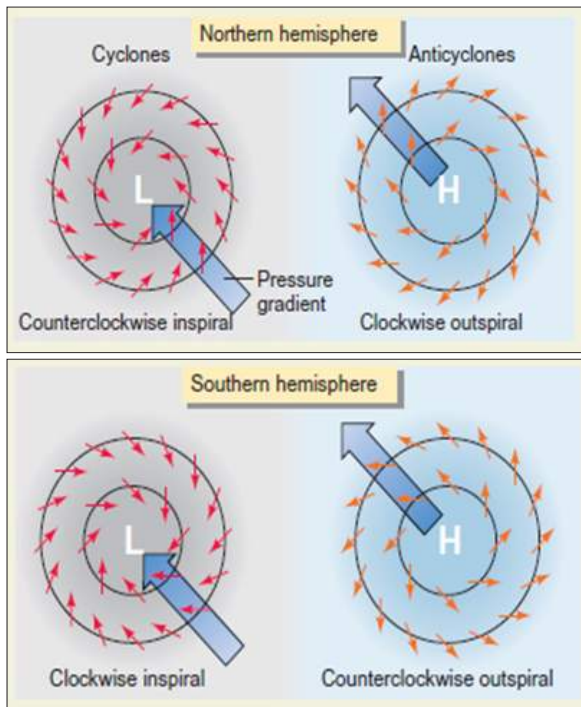 Northern hemisphere
Cyclones
Anticyclones
L
H
Pressure
gradient
Counterclockwise inspiral
Clockwise outspiral
Southern hemisphere
L
H
Clockwise inspiral
Counterclockwise outspiral